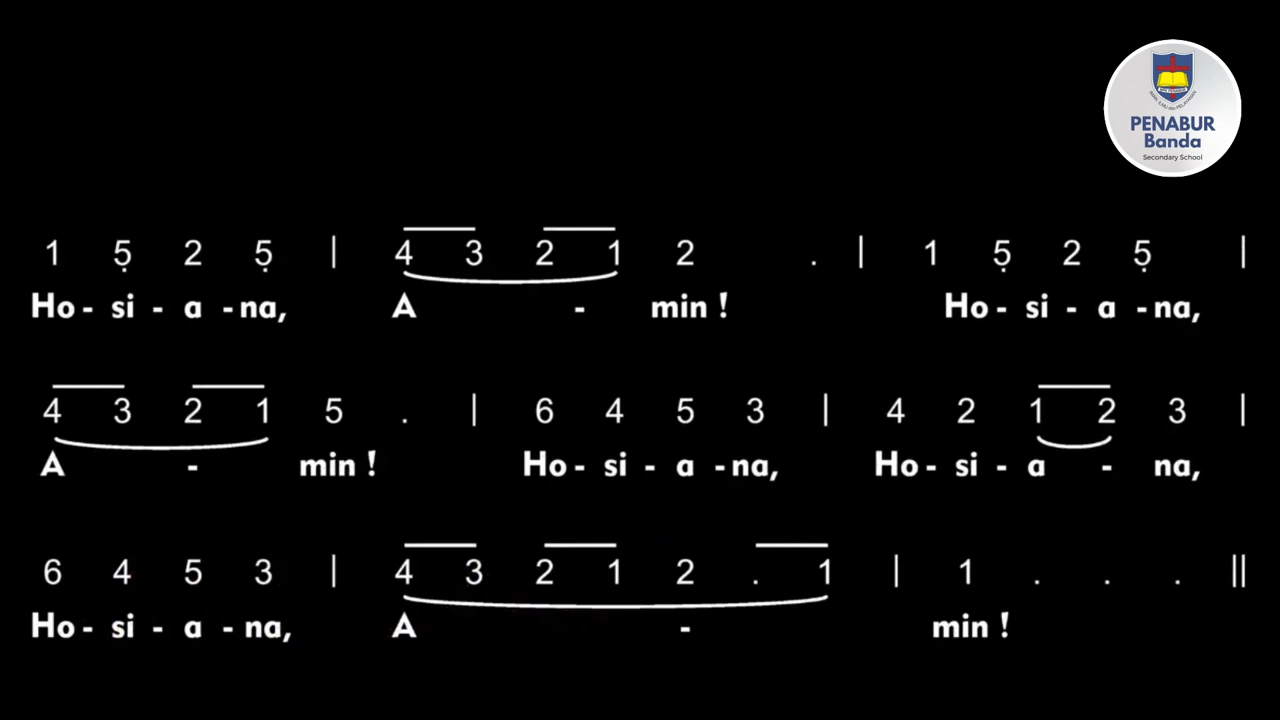 PENABUR
Banda
Secondary School
1 5̣ 2 5̣ | 4 3 2 1 2 . | 1 5̣ 2 5̣ |
Ho - si - a - na, A - min ! Ho - si - a - na,
4 3 2 1 5 . | 6 4 5 3 | 4 2 1 2 3 |
A - min ! Ho - si - a - na, Ho - si - a - na,
6 4 5 3 | 4 3 2 1 2 . 1 | 1 . . . ||
Ho - si - a - na, A - min !